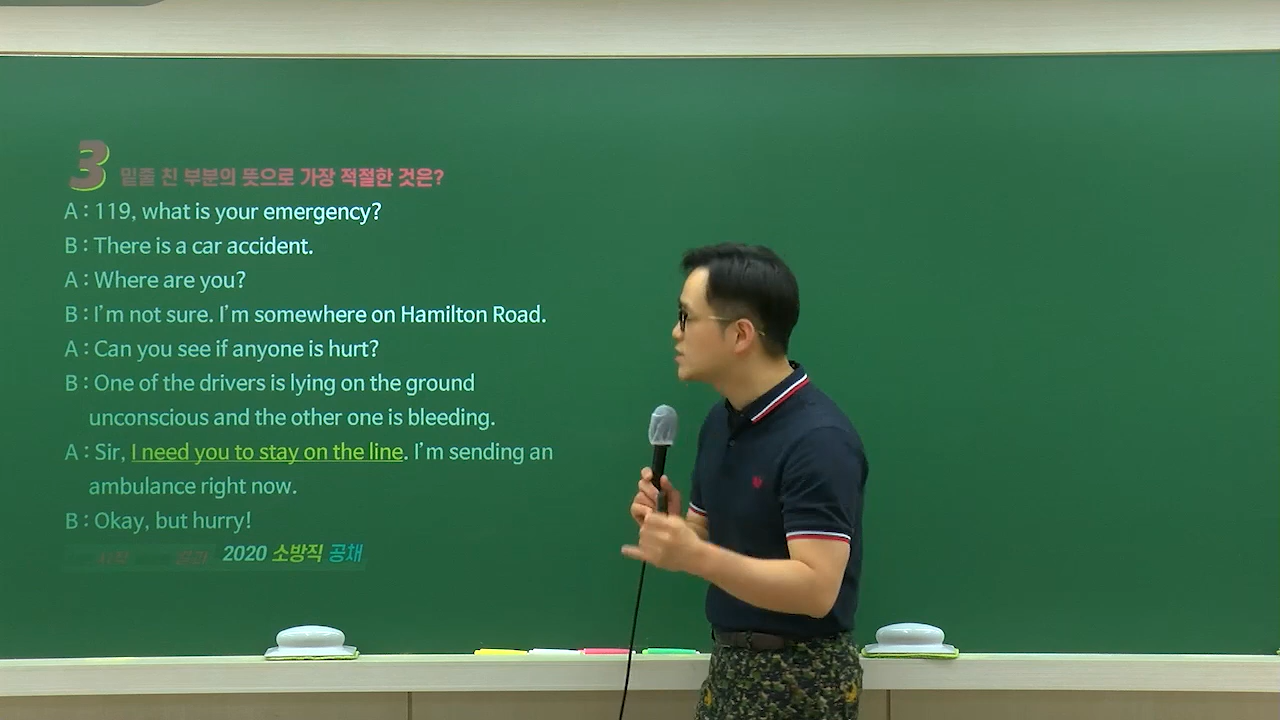 3 밑줄 친 부분의 뜻으로 가장 적절한 것은?
A : 119, what is your emergency?
B : There is a car accident.
A : Where are you?
B : I'm not sure. I'm somewhere on Hamilton Road.
A : Can you see if anyone is hurt?
B : One of the drivers is lying on the ground
unconscious and the other one is bleeding.
A : Sir, I need you to stay on the line. I'm sending an
ambulance right now.
B : Okay, but hurry!
2020 소방직 공채